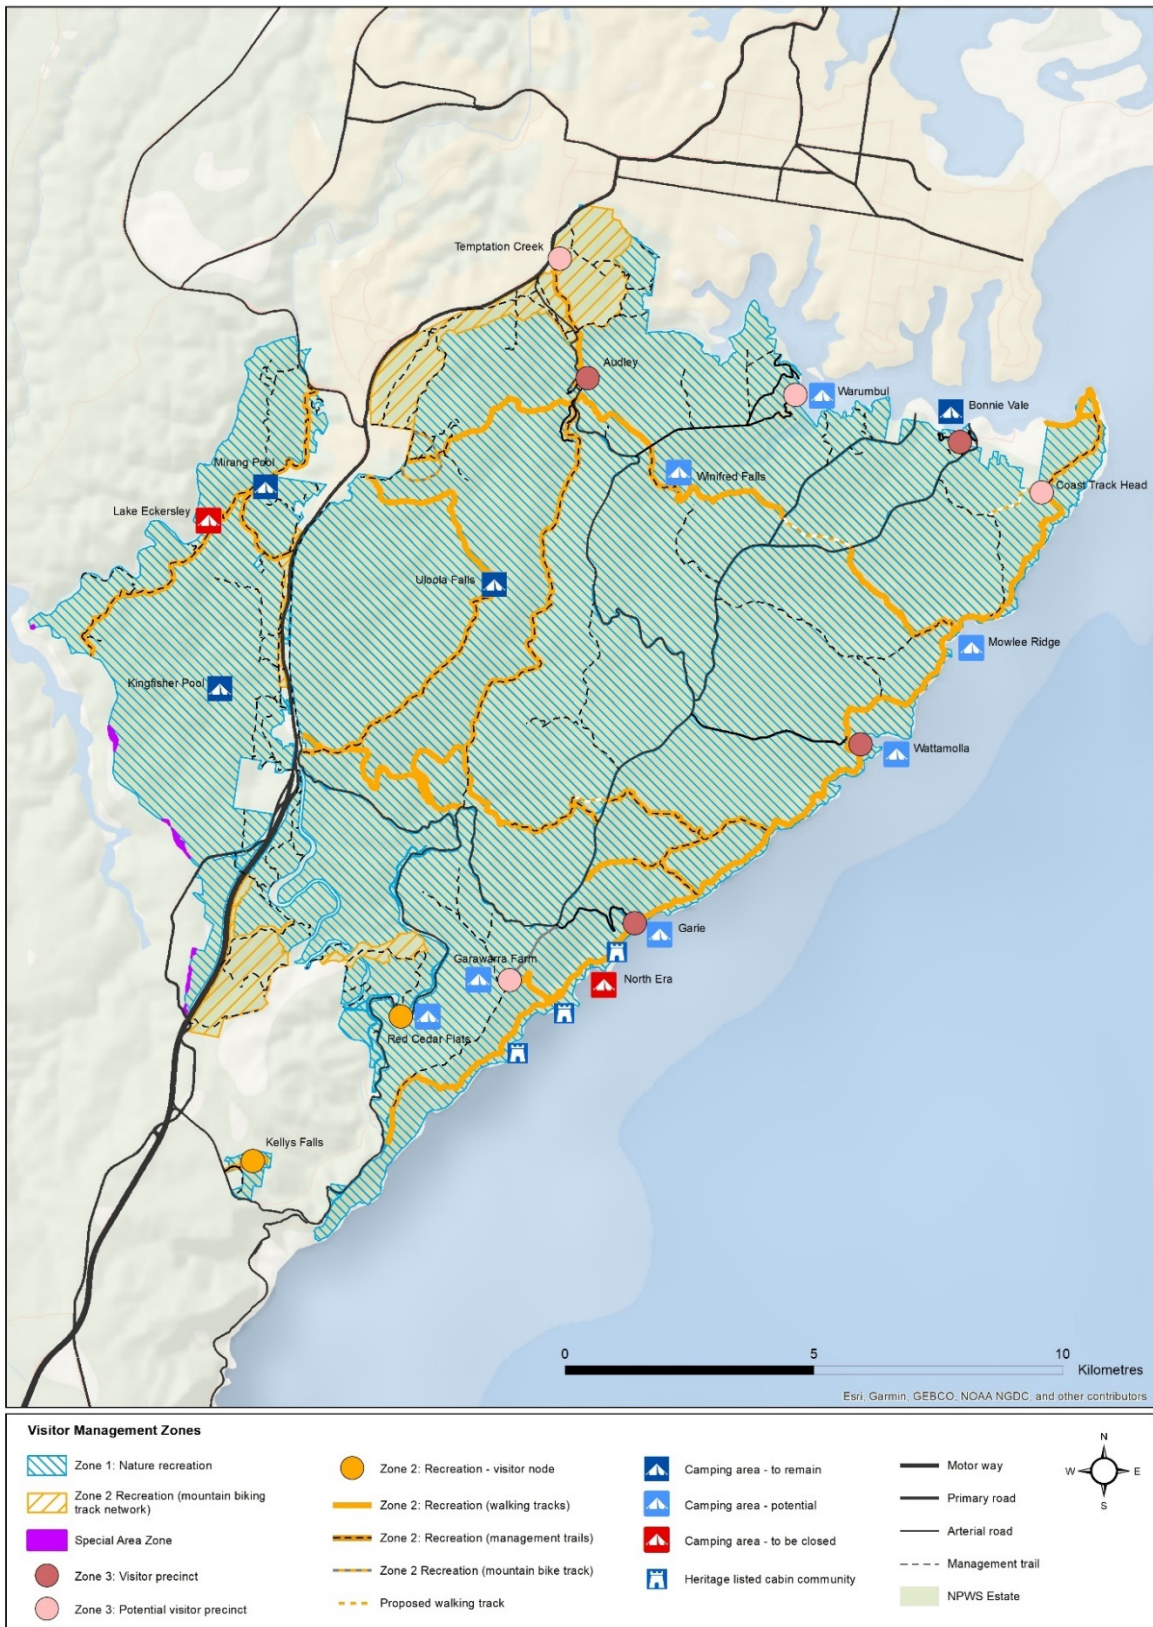 Temptation Creek
Audley
Warumbul
Bonnie Vale
Mirang Pool
Winifred Falls
Coast Track Head
Lake Eckersley
Uloola Falls
Mowlee Ridge
Kingfisher Pool
Wattamolla
Garie
Garawarra Farm
North Era
Red Cedar Flats
Kellys Falls
0 5 10
Kilometres
Esri, Garmin, GEBCO, NOAA NGDC, and other contributors
Visitor Management Zones
Zone 1: Nature recreation
Zone 2 Recreation (mountain biking
track network)
Special Area Zone
Zone 3: Visitor precinct
Zone 3: Potential visitor precinct
Zone 2: Recreation - visitor node
Zone 2: Recreation (walking tracks)
Zone 2: Recreation (management trails)
Zone 2 Recreation (mountain bike track)
Proposed walking track
Camping area - to remain
Camping area - potential
Camping area - to be closed
Heritage listed cabin community
Motor way
Primary road
Arterial road
Management trail
NPWS Estate
N
W E
S